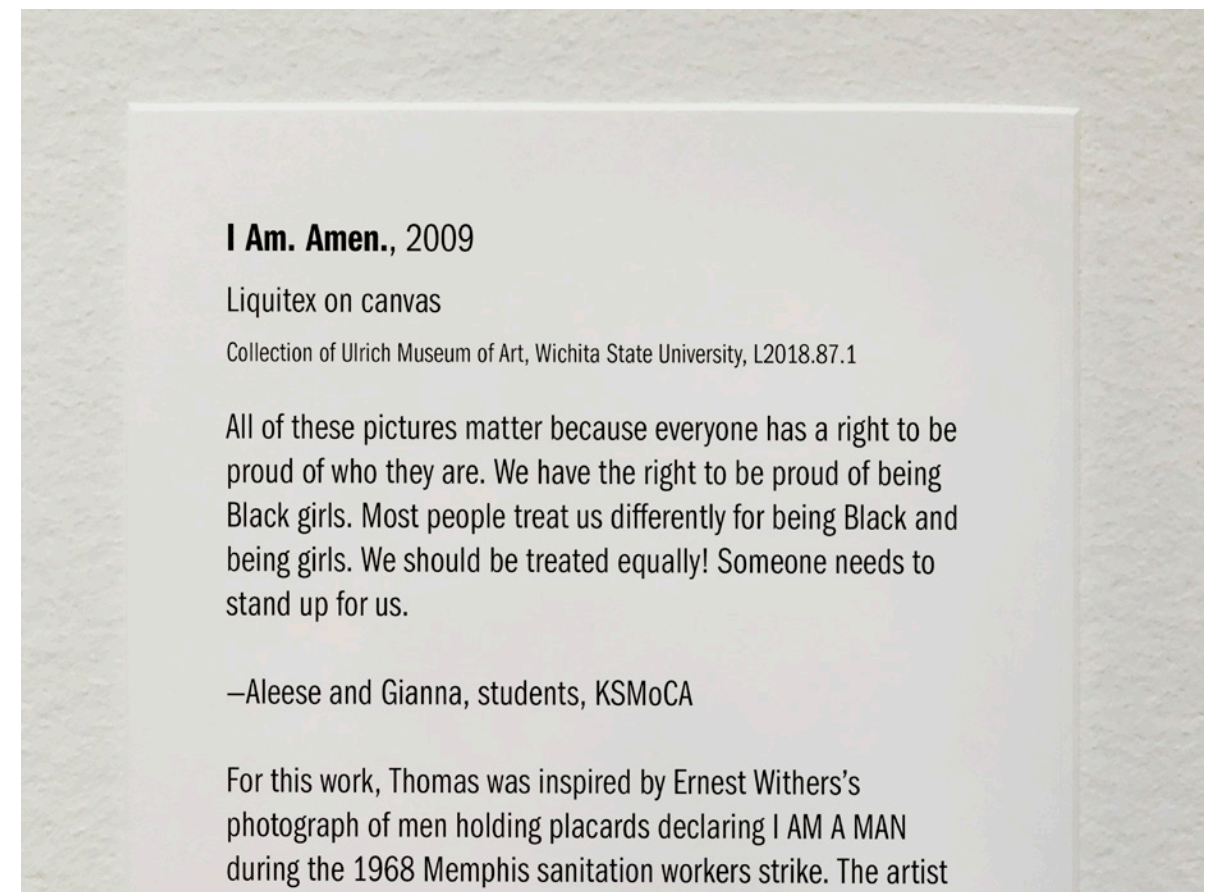 I Am. Amen., 2009
Liquitex on canvas
Collection of Ulrich Museum of Art, Wichita State University, L2018.87.1
All of these pictures matter because everyone has a right to be
proud of who they are. We have the right to be proud of being
Black girls. Most people treat us differently for being Black and
being girls. We should be treated equally! Someone needs to
stand up for us.
—Aleese and Gianna, students, KSMoCA
For this work, Thomas was inspired by Ernest Withers’s
photograph of men holding placards declaring I AM A MAN
during the 1968 Memphis sanitation workers strike. The artist